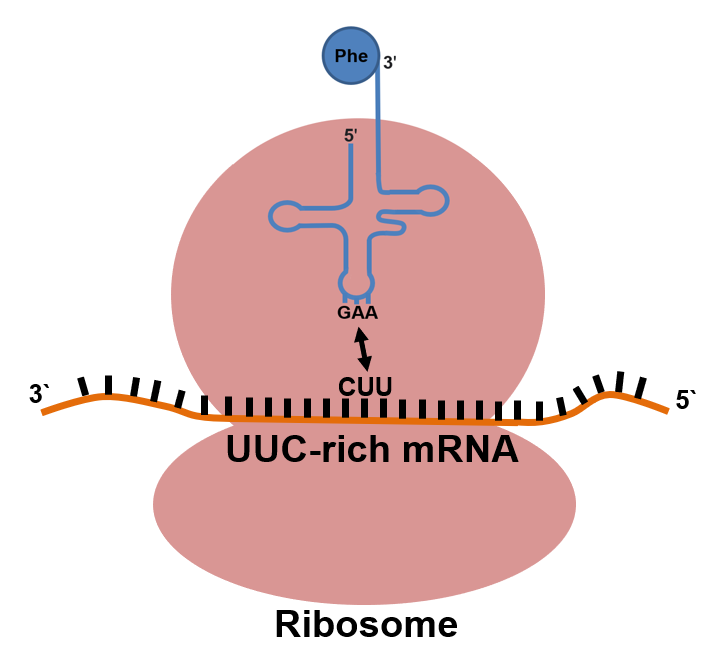 Phe
3'
5'
GAA
CUU
3`
5`
UUC-rich mRNA
Ribosome